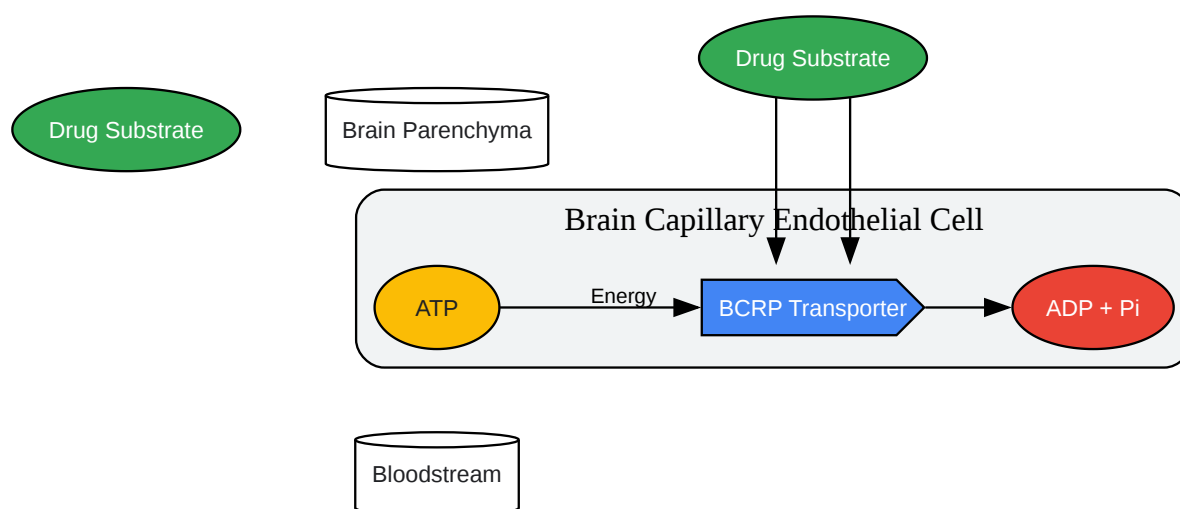 Drug Substrate
Drug Substrate
Brain Parenchyma
Brain Capillary Endothelial Cell
ATP
Energy
BCRP Transporter
ADP + Pi
Bloodstream